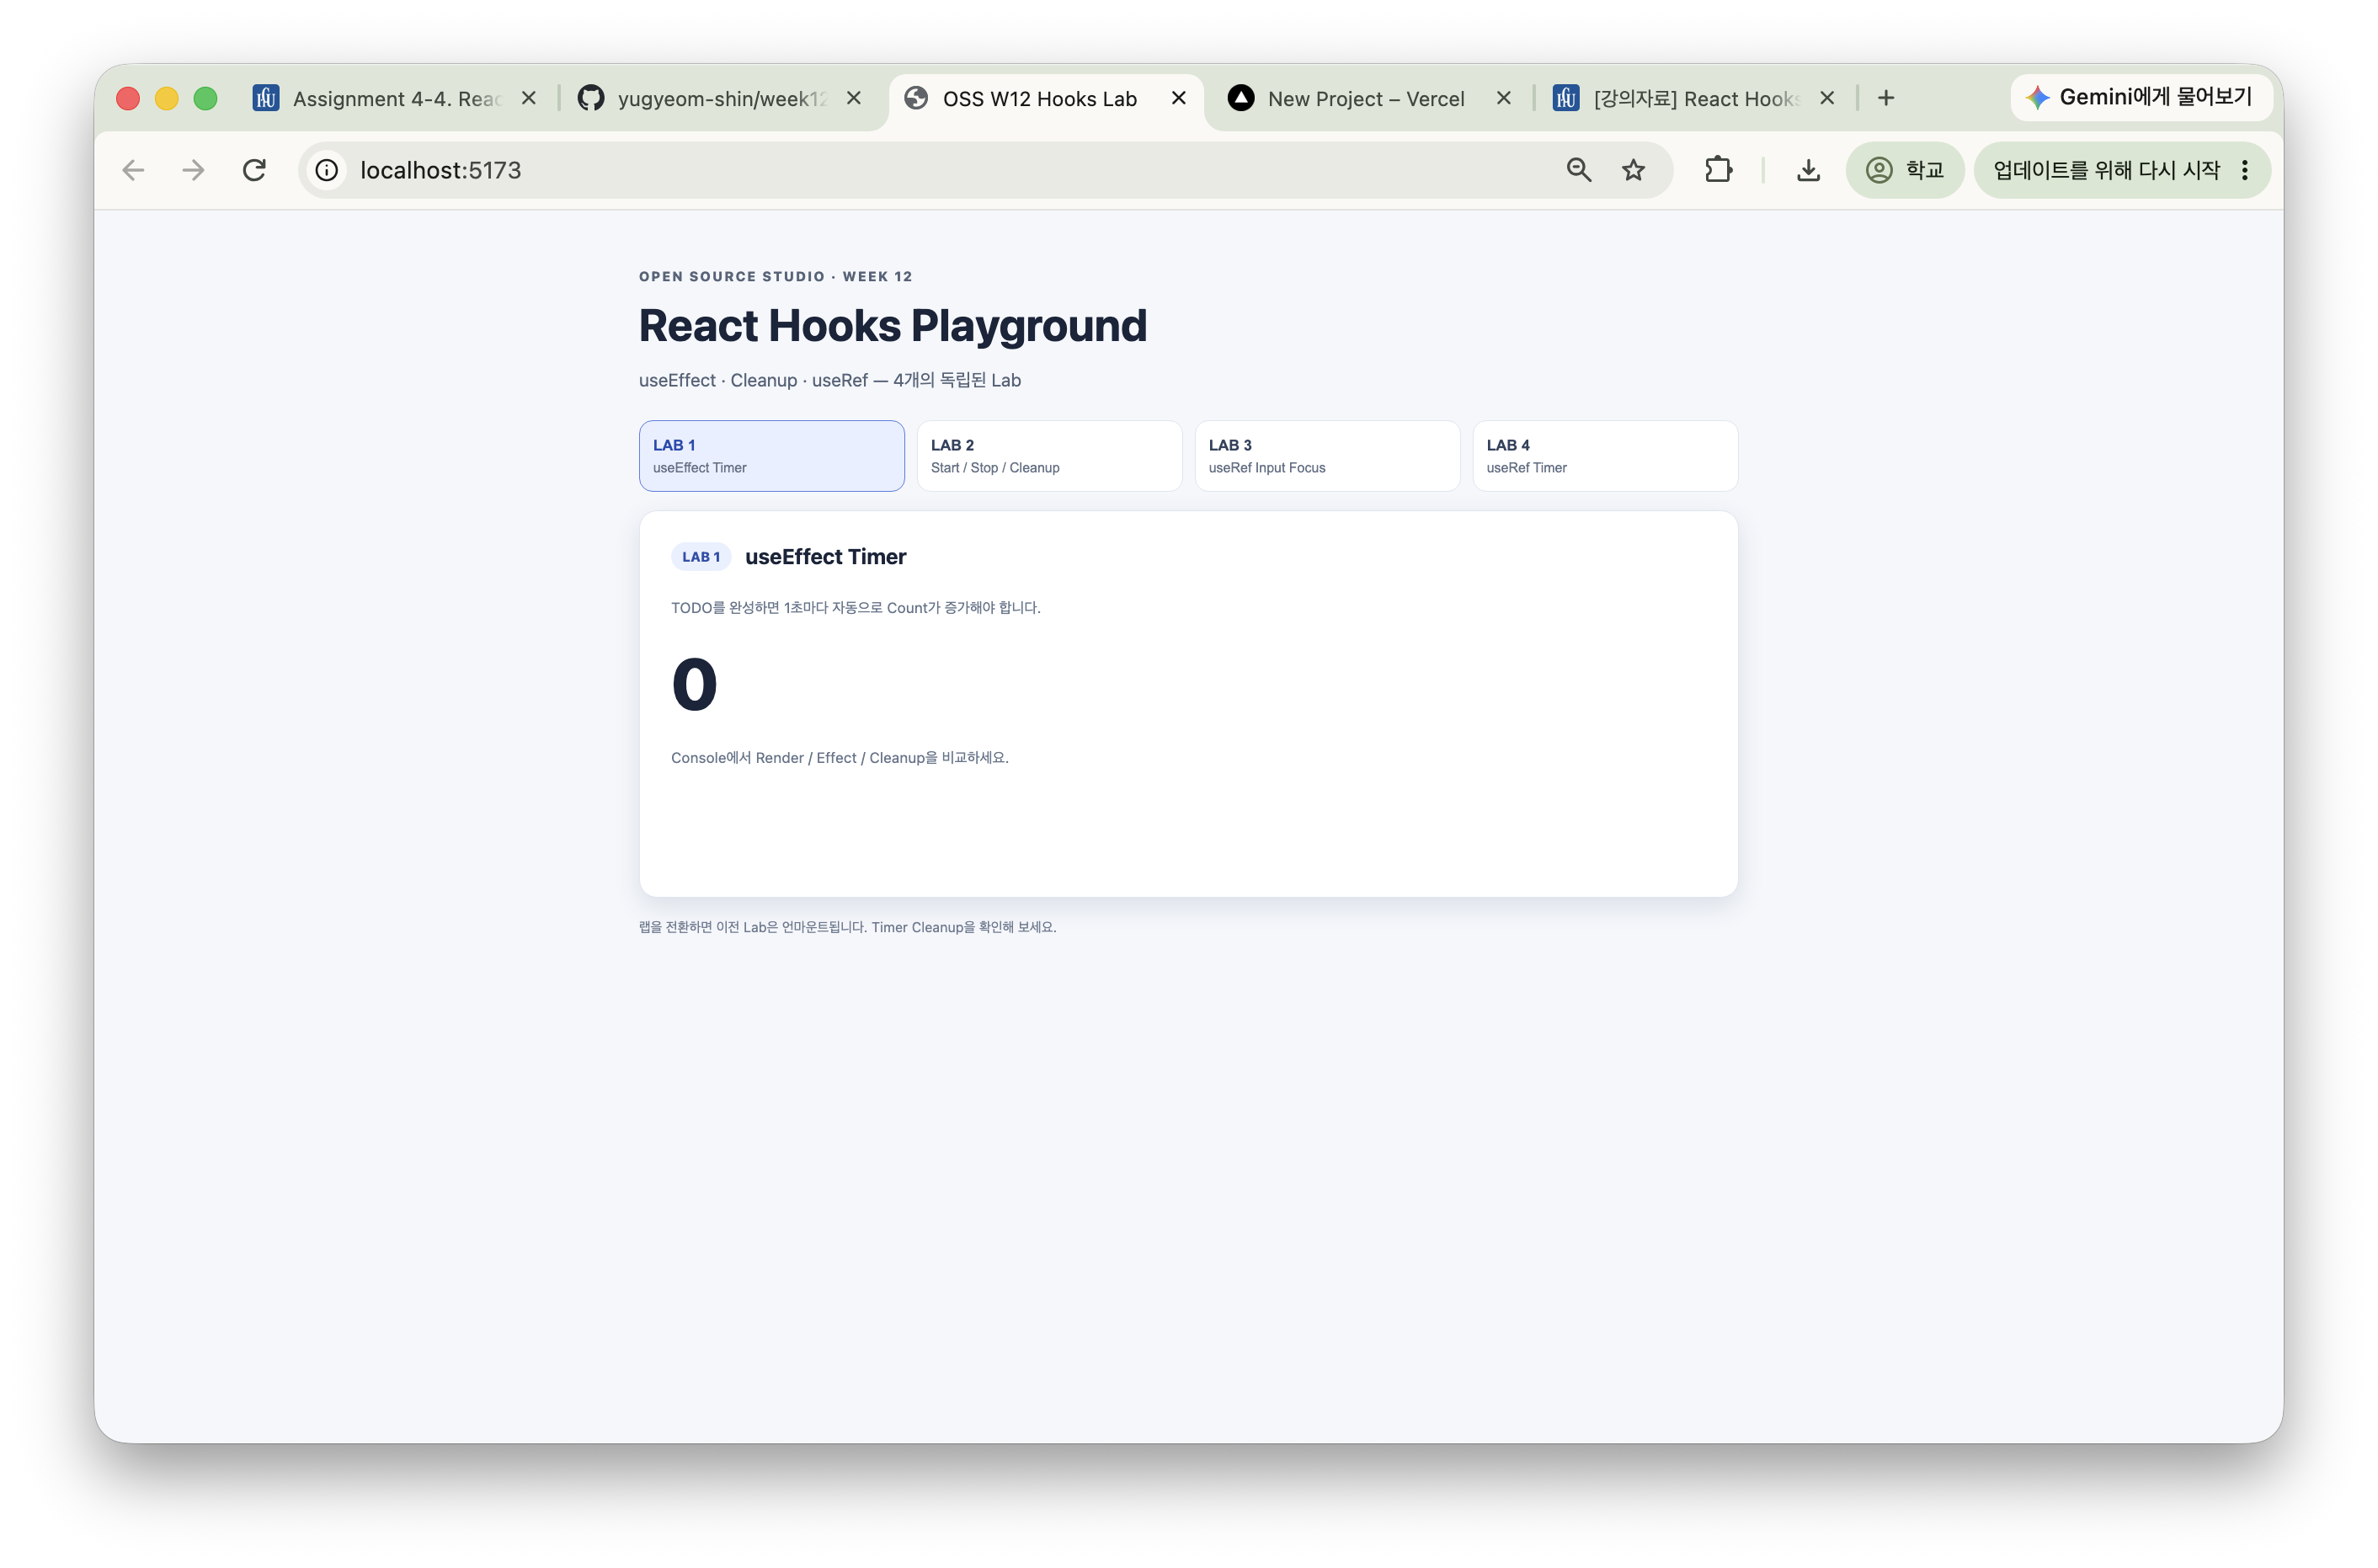 Assignment 4-4. Reac
yugyeom-shin/week12
OSS W12 Hooks Lab
New Project – Vercel
[강의자료] React Hooks
Gemini에게 물어보기
localhost:5173
학교
업데이트를 위해 다시 시작
OPEN SOURCE STUDIO · WEEK 12
React Hooks Playground
useEffect · Cleanup · useRef — 4개의 독립된 Lab
LAB 1
useEffect Timer
LAB 2
Start / Stop / Cleanup
LAB 3
useRef Input Focus
LAB 4
useRef Timer
LAB 1 useEffect Timer
TODO를 완성하면 1초마다 자동으로 Count가 증가해야 합니다.
0
Console에서 Render / Effect / Cleanup을 비교하세요.
랩을 전환하면 이전 Lab은 언마운트됩니다. Timer Cleanup을 확인해 보세요.